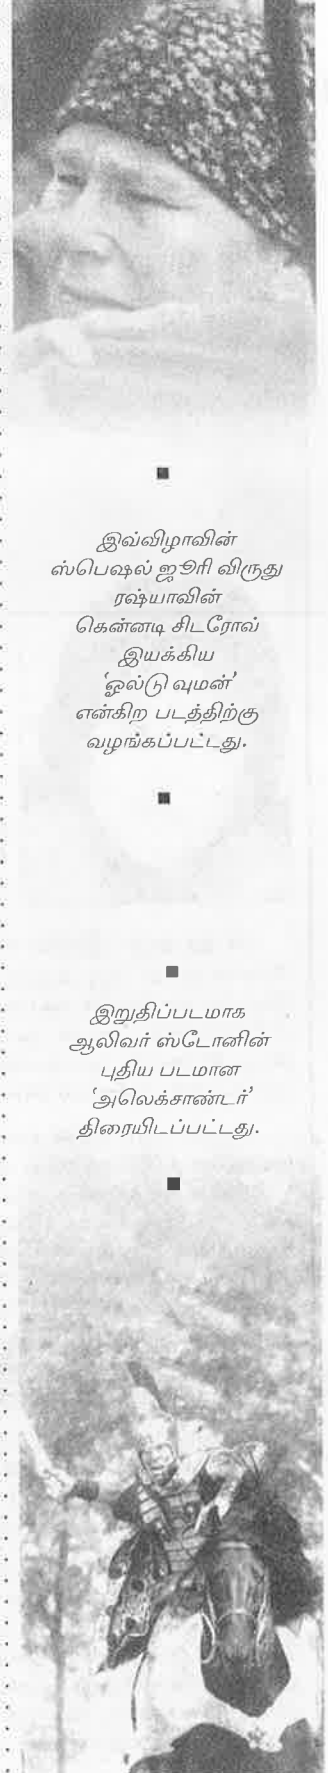 இவ்விழாவின்
ஸ்பெஷல் ஜூரி விருது
ரஷ்யாவின்
கென்னடி சிடரோவ்
இயக்கிய
‘ஓல்டு வுமன்’
என்கிற படத்திற்கு
வழங்கப்பட்டது.
இறுதிப்படமாக
ஆலிவர் ஸ்டோனின்
புதிய படமான
‘அலெக்சாண்டர்’
திரையிடப்பட்டது.